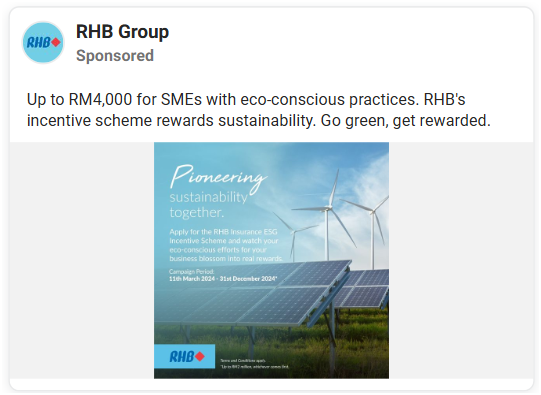 RHB
RHB Group
Sponsored
Up to RM4,000 for SMEs with eco-conscious practices. RHB's
incentive scheme rewards sustainability. Go green, get rewarded.
Pioneering
sustainability
together.
Apply for the RHB Insurance ESG
Incentive Scheme and watch your
eco-conscious efforts for your
business blossom into real rewards.
Campaign Period:
11th March 2024 - 31st December 2024*
RHB
Terms and Conditions apply.
*Up to RM2 million, whichever comes first.